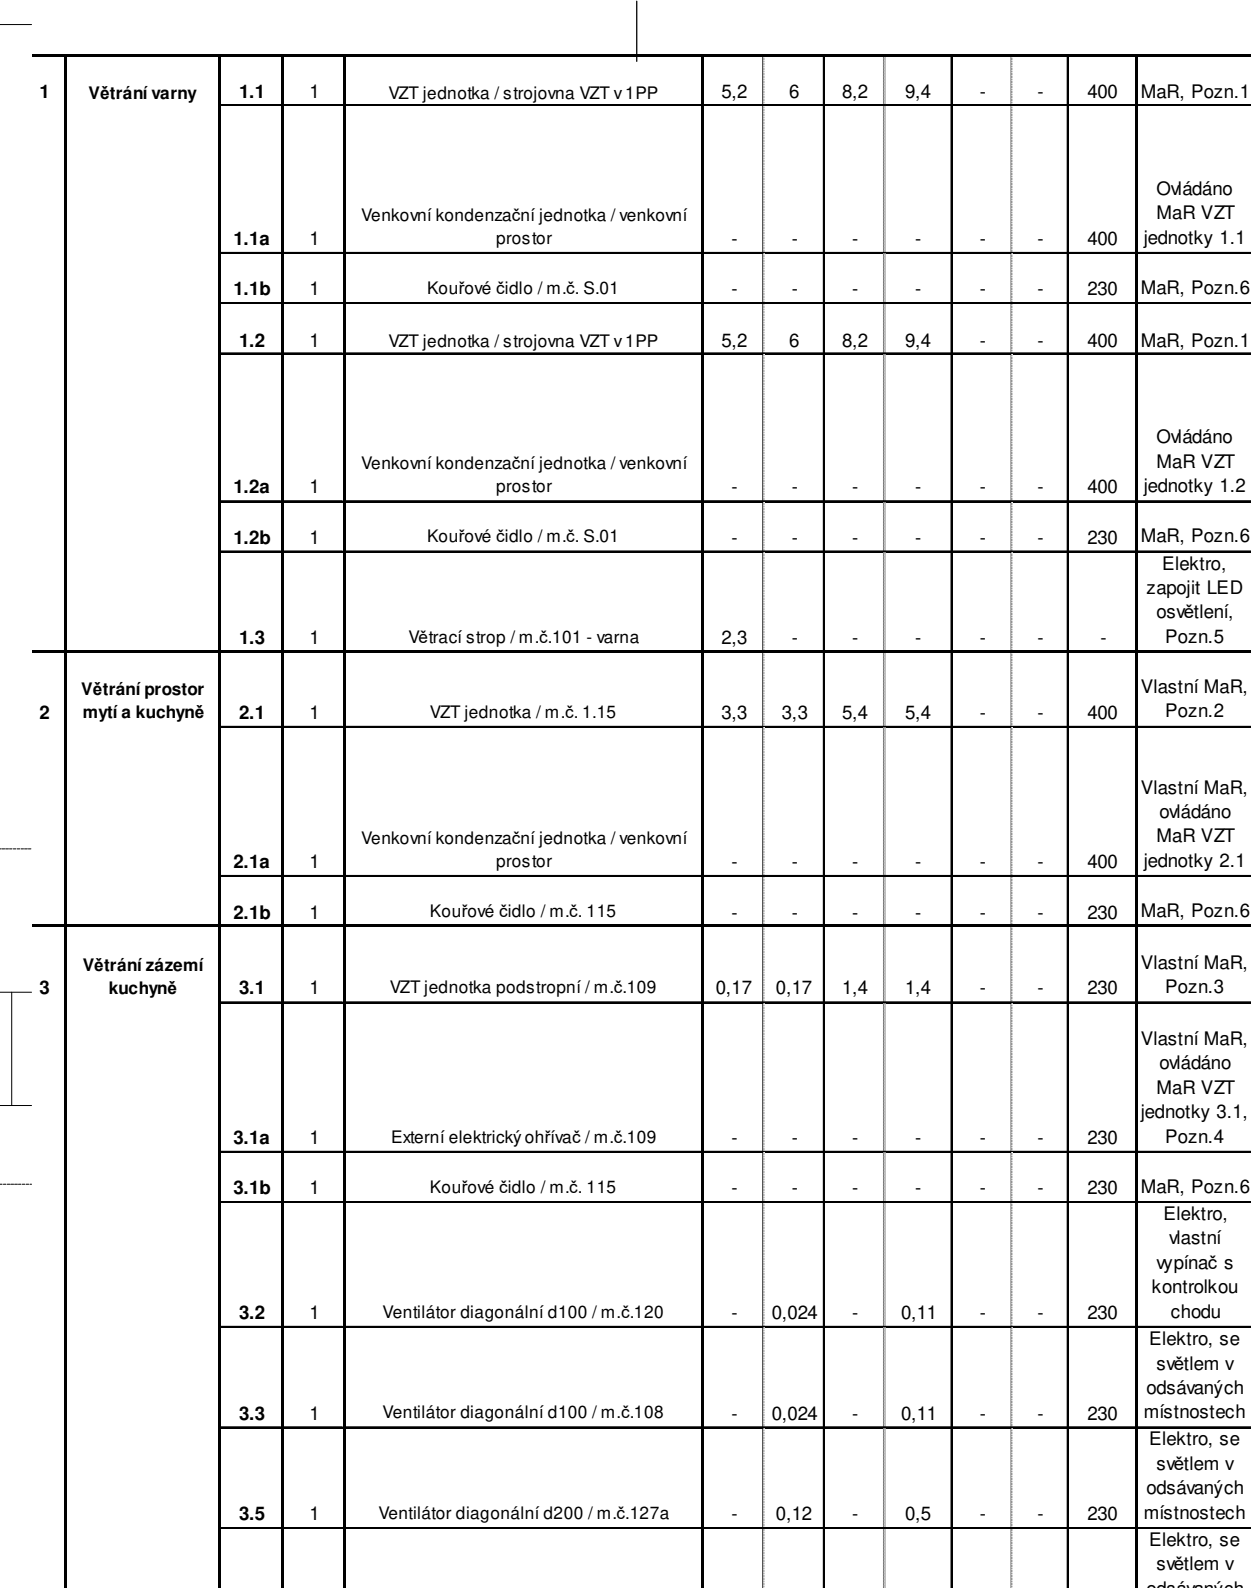 1 Větrání varny 1.1 1 VZT jednotka / strojovna VZT v 1PP 5,2 6 8,2 9,4 - - 400 MaR, Pozn.1
Ovládáno
MaR VZT
Venkovní kondenzační jednotka / venkovní
1.1a 1 prostor - - - - - - 400 jednotky 1.1
1.1b 1 Kouřové čidlo / m.č. S.01 - - - - - - 230 MaR, Pozn.6
1.2 1 VZT jednotka / strojovna VZT v 1PP 5,2 6 8,2 9,4 - - 400 MaR, Pozn.1
Ovládáno
Venkovní kondenzační jednotka / venkovní MaR VZT
1.2a 1 prostor - - - - - - 400 jednotky 1.2
1.2b 1 Kouřové čidlo / m.č. S.01 - - - - - - 230 MaR, Pozn.6
Elektro,
zapojit LED
osvětlení,
1.3 1 Větrací strop / m.č.101 - varna 2,3 - - - - - - Pozn.5
Větrání prostor Vlastní MaR,
2 mytí a kuchyně 2.1 1 VZT jednotka / m.č. 1.15 3,3 3,3 5,4 5,4 - - 400 Pozn.2
Vlastní MaR,
ovládáno
Venkovní kondenzační jednotka / venkovní MaR VZT
2.1a 1 prostor - - - - - - 400 jednotky 2.1
2.1b 1 Kouřové čidlo / m.č. 115 - - - - - - 230 MaR, Pozn.6
Větrání zázemí Vlastní MaR,
3 kuchyně 3.1 1 VZT jednotka podstropní / m.č.109 0,17 0,17 1,4 1,4 - - 230 Pozn.3
Vlastní MaR,
ovládáno
MaR VZT
jednotky 3.1,
3.1a 1 Externí elektrický ohřívač / m.č.109 - - - - - - 230 Pozn.4
3.1b 1 Kouřové čidlo / m.č. 115 - - - - - - 230 MaR, Pozn.6
Elektro,
vlastní
vypínač s
kontrolkou
3.2 1 Ventilátor diagonální d100 / m.č.120 - 0,024 - 0,11 - - 230 chodu
Elektro, se
světlem v
odsávaných
3.3 1 Ventilátor diagonální d100 / m.č.108 - 0,024 - 0,11 - - 230 místnostech
Elektro, se
světlem v
odsávaných
3.5 1 Ventilátor diagonální d200 / m.č.127a - 0,12 - 0,5 - - 230 místnostech
Elektro, se
světlem v
odsávaných